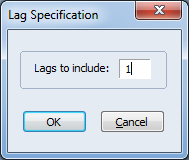 Lag Specification
Lags to include: 1
OK Cancel